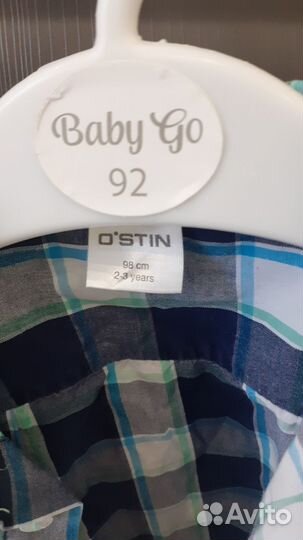 Baby Go
92
O'STIN
98 cm
2-3 years
Avito